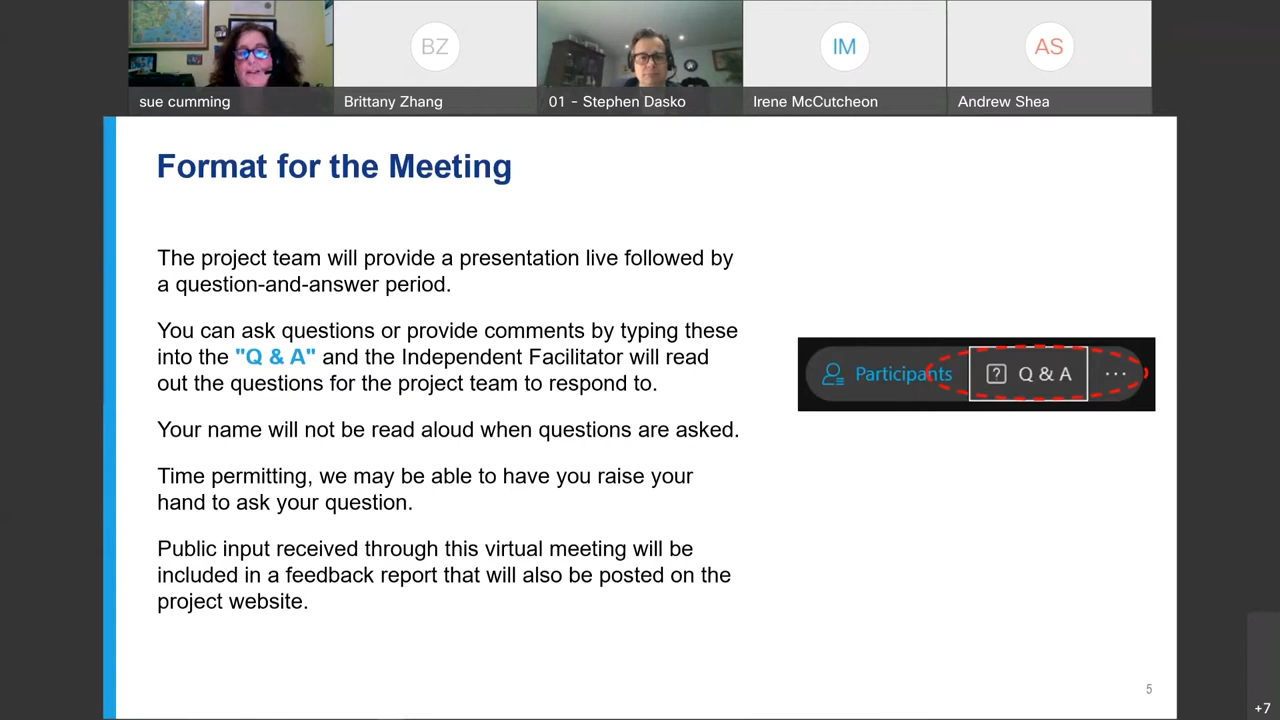 BZ
IM
AS
sue cumming
Brittany Zhang
01 - Stephen Dasko
Irene McCutcheon
Andrew Shea
Format for the Meeting
The project team will provide a presentation live followed by
a question-and-answer period.
You can ask questions or provide comments by typing these
into the "Q & A" and the Independent Facilitator will read
out the questions for the project team to respond to.
Your name will not be read aloud when questions are asked.
Time permitting, we may be able to have you raise your
hand to ask your question.
Public input received through this virtual meeting will be
included in a feedback report that will also be posted on the
project website.
Participants
? Q & A ...
5
+7